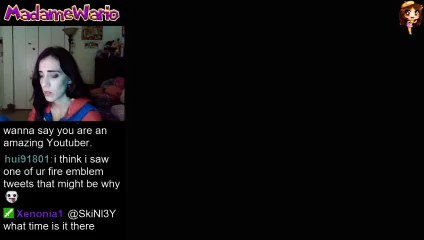 MadameWario
wanna say you are an
amazing Youtuber.
hui91801: i think i saw
one of ur fire emblem
tweets that might be why
Xenonia1 @SkiNl3Y
what time is it there